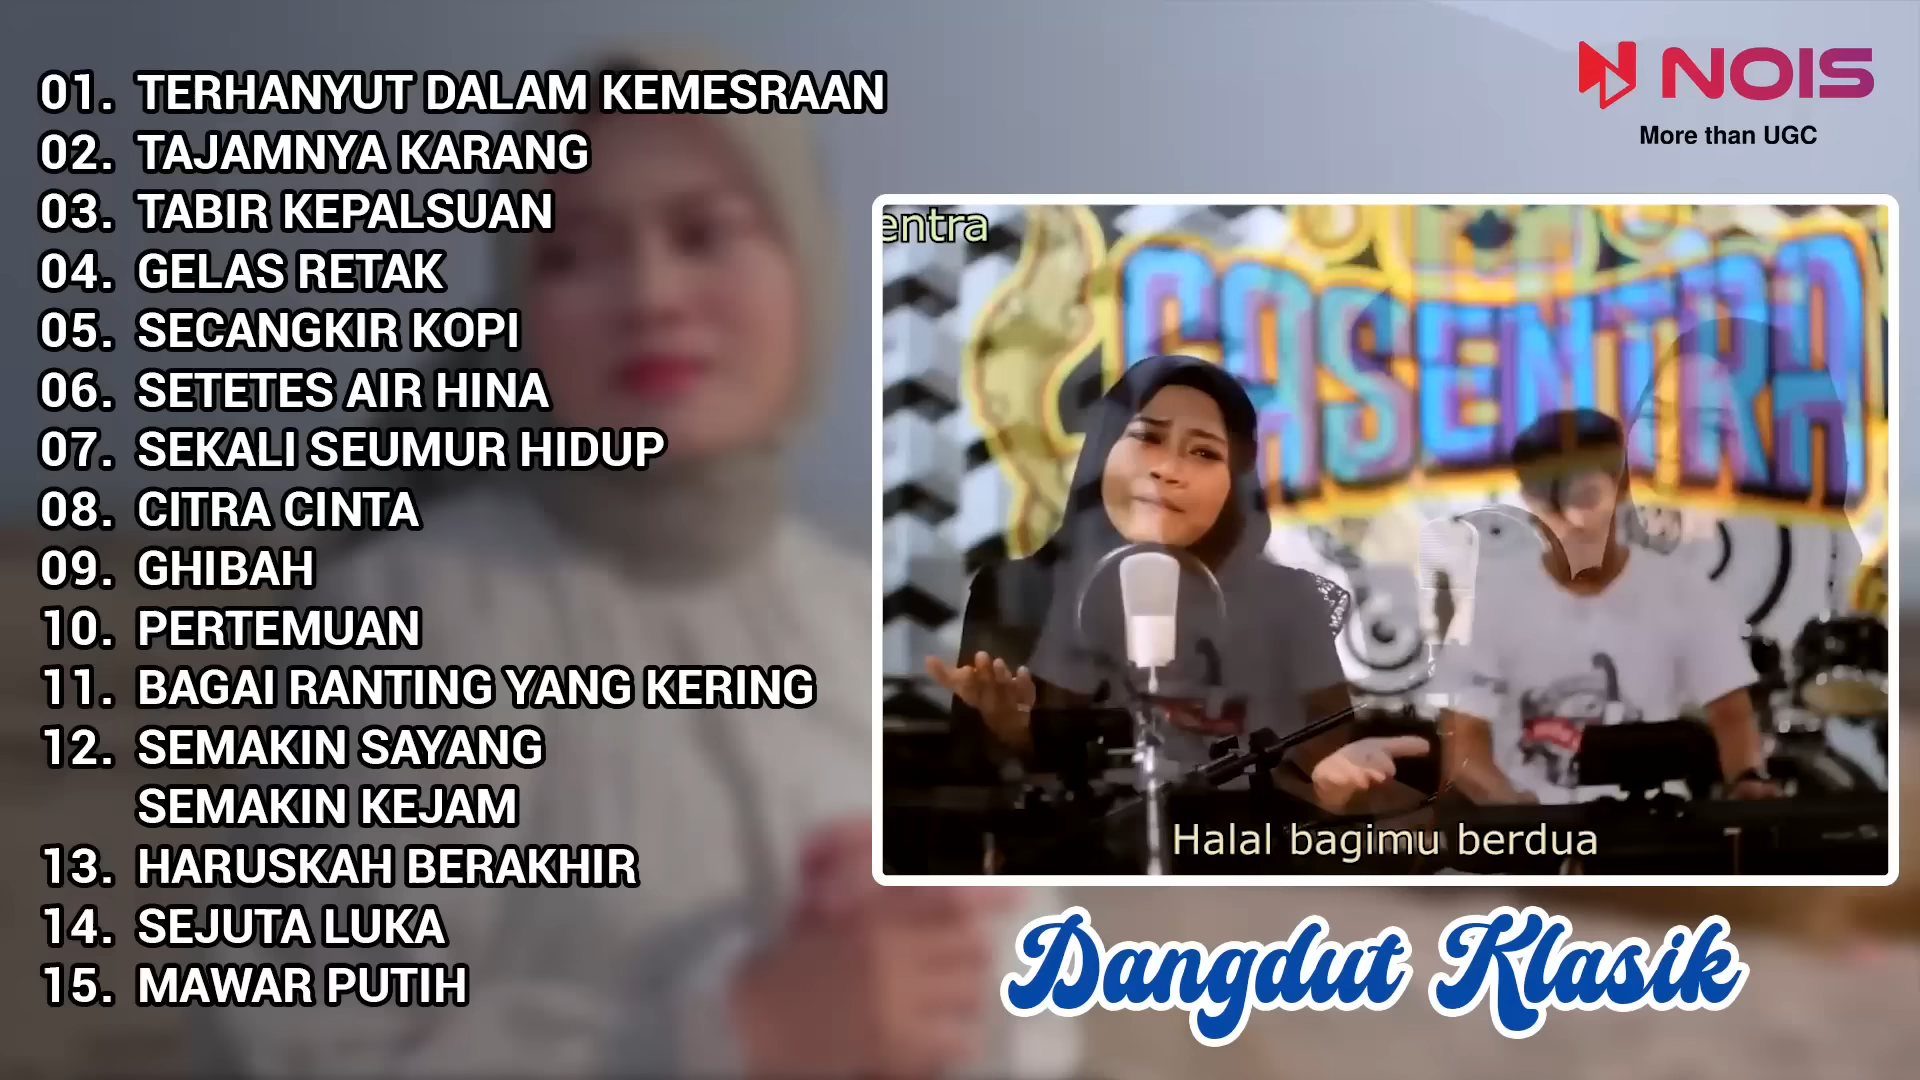 01. TERHANYUT DALAM KEMESRAAN
02. TAJAMNYA KARANG
03. TABIR KEPALSUAN
04. GELAS RETAK
05. SECANGKIR KOPI
06. SETETES AIR HINA
07. SEKALI SEUMUR HIDUP
08. CITRA CINTA
09. GHIBAH
10. PERTEMUAN
11. BAGAI RANTING YANG KERING
12. SEMAKIN SAYANG
SEMAKIN KEJAM
13. HARUSKAH BERAKHIR
14. SEJUTA LUKA
15. MAWAR PUTIH
NOIS
More than UGC
entra
GASENTRA
Halal bagimu berdua
Dangdut Klasik